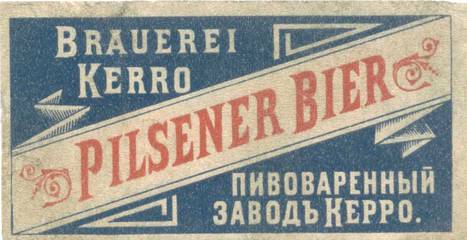 BRAUEREI
KERRO
PILSENER BIER
ПИВОВАРЕННЫЙ
ЗАВОДЪ КЕРРО.